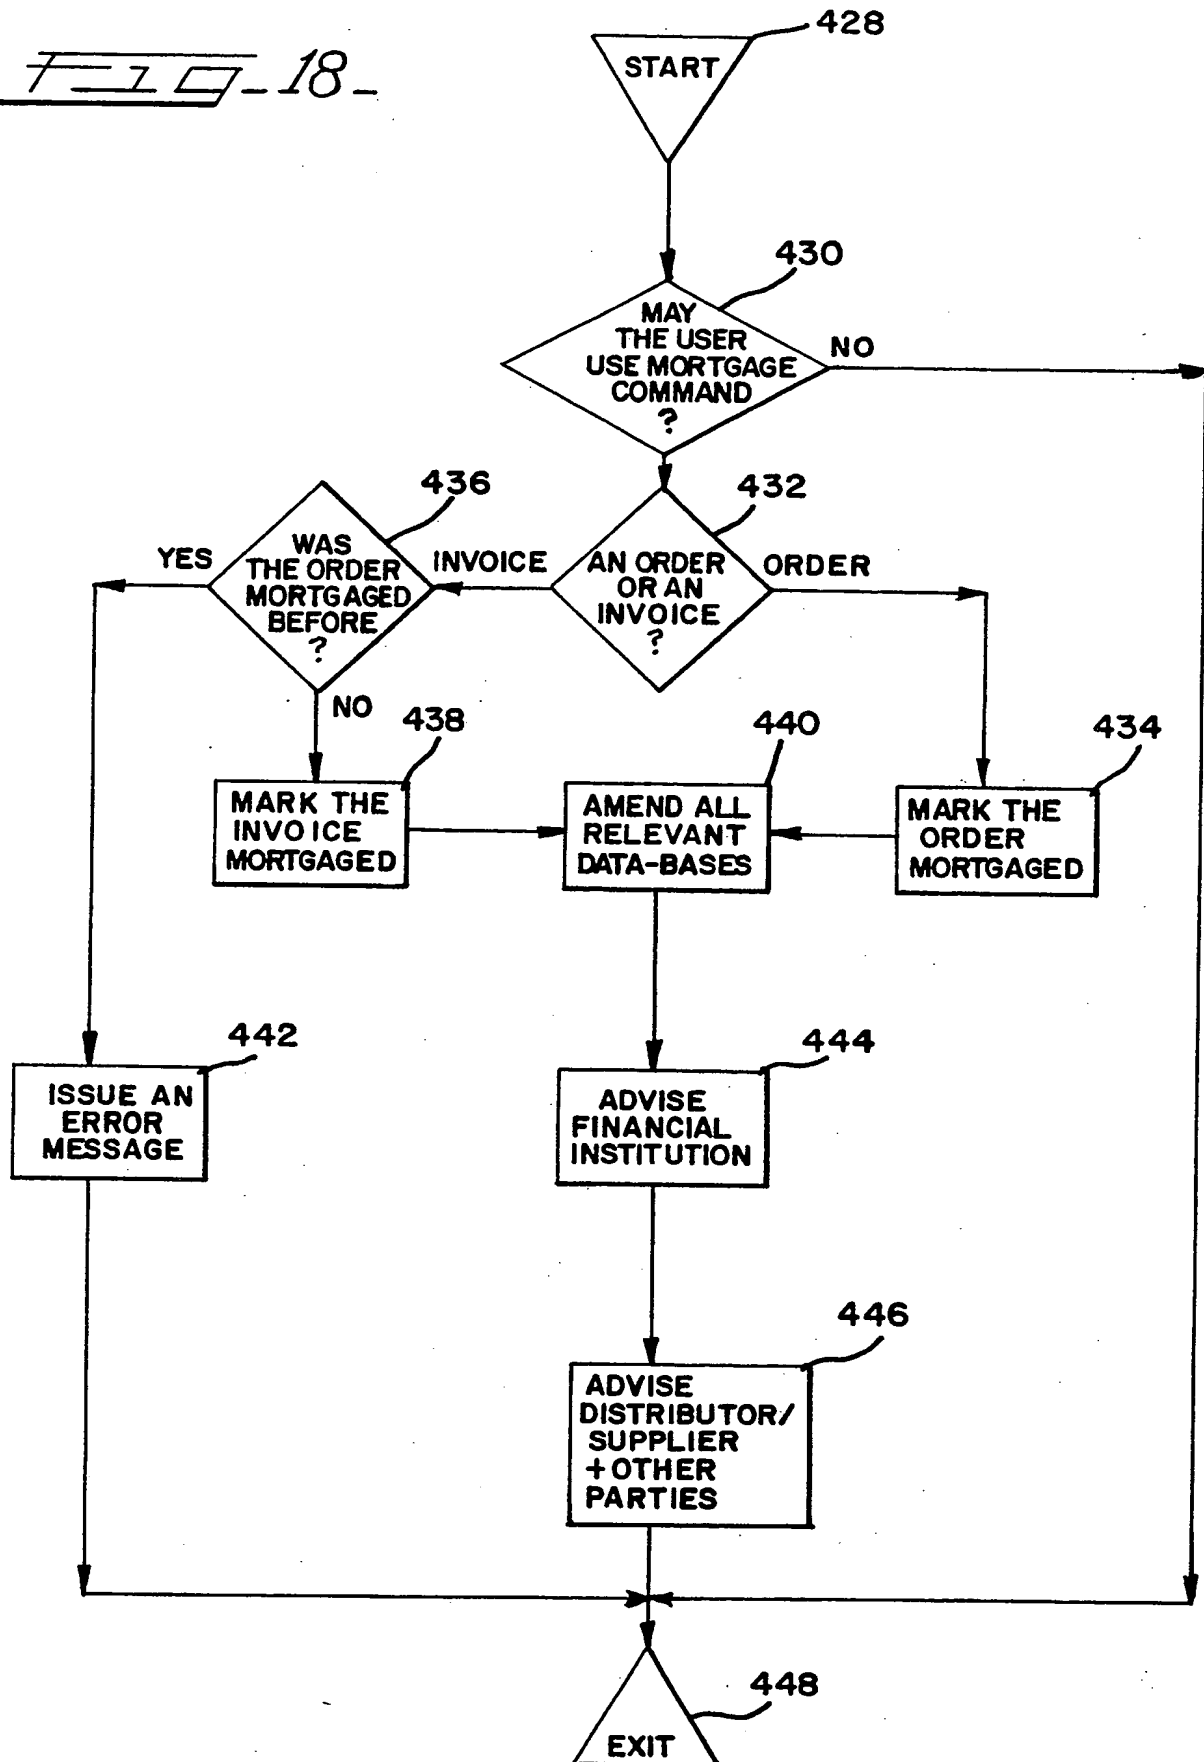 Fig-18-
428
START
430
MAY
THE USER
USE MORTGAGE
COMMAND
?
NO
432
AN ORDER
OR AN
INVOICE
?
INVOICE
ORDER
436
WAS
THE ORDER
MORTGAGED
BEFORE
?
YES
NO
438
MARK THE
INVOICE
MORTGAGED
440
AMEND ALL
RELEVANT
DATA-BASES
434
MARK THE
ORDER
MORTGAGED
442
ISSUE AN
ERROR
MESSAGE
444
ADVISE
FINANCIAL
INSTITUTION
446
ADVISE
DISTRIBUTOR/
SUPPLIER
+OTHER
PARTIES
448
EXIT